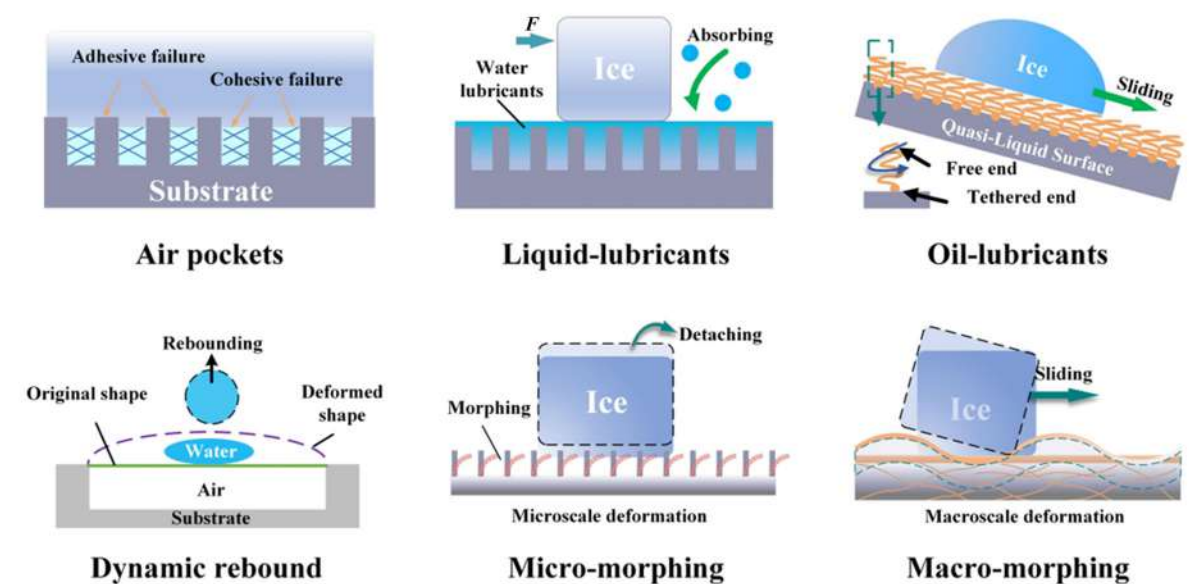 Adhesive failure
Cohesive failure
Substrate
Air pockets
F
Ice
Absorbing
Water
lubricants
Liquid-lubricants
Ice
Sliding
Quasi-Liquid Surface
Free end
Tethered end
Oil-lubricants
Rebounding
Original shape
Deformed
shape
Water
Air
Substrate
Dynamic rebound
Detaching
Ice
Morphing
Microscale deformation
Micro-morphing
Sliding
Ice
Macroscale deformation
Macro-morphing